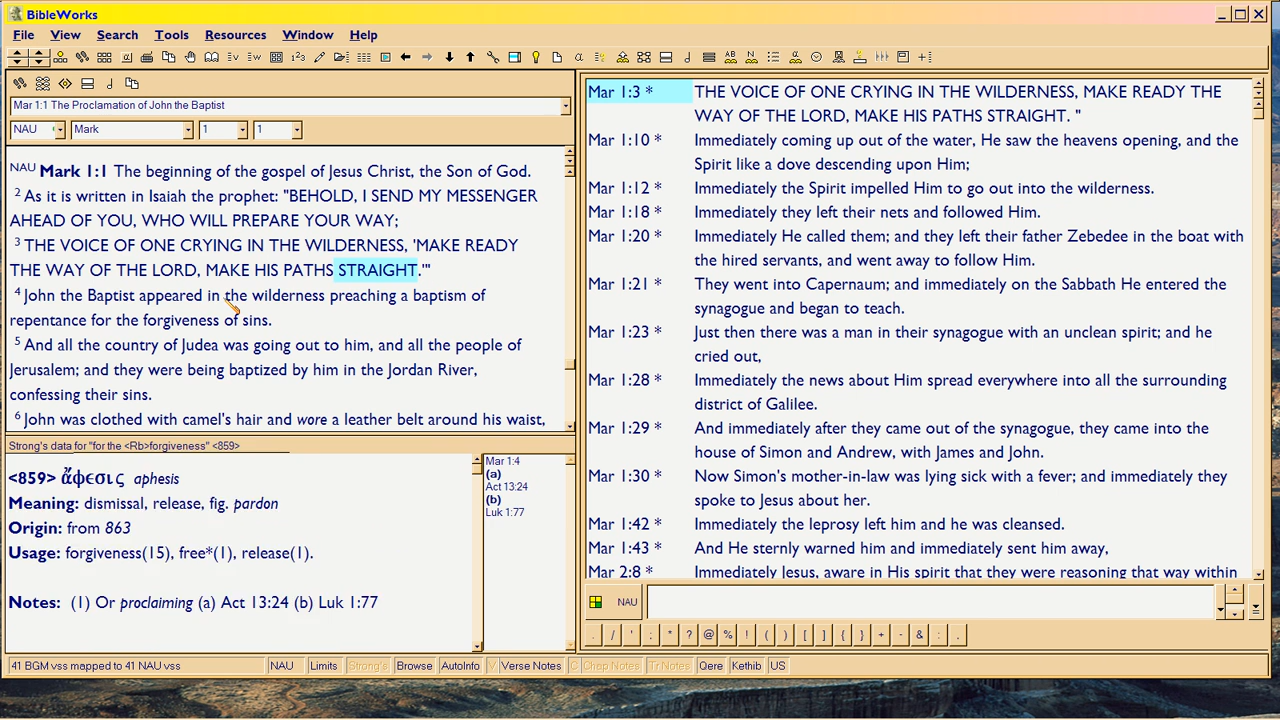 BibleWorks
File View Search Tools Resources Window Help
Mar 1:1 The Proclamation of John the Baptist
NAU Mark 1 1
NAU Mark 1:1 The beginning of the gospel of Jesus Christ, the Son of God.
2 As it is written in Isaiah the prophet: "BEHOLD, I SEND MY MESSENGER
AHEAD OF YOU, WHO WILL PREPARE YOUR WAY;
3 THE VOICE OF ONE CRYING IN THE WILDERNESS, 'MAKE READY
THE WAY OF THE LORD, MAKE HIS PATHS STRAIGHT.'"
4 John the Baptist appeared in the wilderness preaching a baptism of
repentance for the forgiveness of sins.
5 And all the country of Judea was going out to him, and all the people of
Jerusalem; and they were being baptized by him in the Jordan River,
confessing their sins.
6 John was clothed with camel's hair and wore a leather belt around his waist,
Strong's data for "for the <Rb>forgiveness" <859>
<859> ἄφεσις aphesis
Meaning: dismissal, release, fig. pardon
Origin: from 863
Usage: forgiveness(15), free*(1), release(1).
Notes: (1) Or proclaiming (a) Act 13:24 (b) Luk 1:77
Mar 1:4
(a)
Act 13:24
(b)
Luk 1:77
Mar 1:3 * THE VOICE OF ONE CRYING IN THE WILDERNESS, MAKE READY THE
WAY OF THE LORD, MAKE HIS PATHS STRAIGHT. "
Mar 1:10 * Immediately coming up out of the water, He saw the heavens opening, and the
Spirit like a dove descending upon Him;
Mar 1:12 * Immediately the Spirit impelled Him to go out into the wilderness.
Mar 1:18 * Immediately they left their nets and followed Him.
Mar 1:20 * Immediately He called them; and they left their father Zebedee in the boat with
the hired servants, and went away to follow Him.
Mar 1:21 * They went into Capernaum; and immediately on the Sabbath He entered the
synagogue and began to teach.
Mar 1:23 * Just then there was a man in their synagogue with an unclean spirit; and he
cried out,
Mar 1:28 * Immediately the news about Him spread everywhere into all the surrounding
district of Galilee.
Mar 1:29 * And immediately after they came out of the synagogue, they came into the
house of Simon and Andrew, with James and John.
Mar 1:30 * Now Simon's mother-in-law was lying sick with a fever; and immediately they
spoke to Jesus about her.
Mar 1:42 * Immediately the leprosy left him and he was cleansed.
Mar 1:43 * And He sternly warned him and immediately sent him away,
Mar 2:8 * Immediately Jesus, aware in His spirit that they were reasoning that way within
NAU
. / ' ; * ? @ % ! ( ) [ ] { } + - & : .
41 BGM vss mapped to 41 NAU vss NAU Limits Strong's Browse AutoInfo V Verse Notes C Chap Notes Tr Notes Qere Kethib US